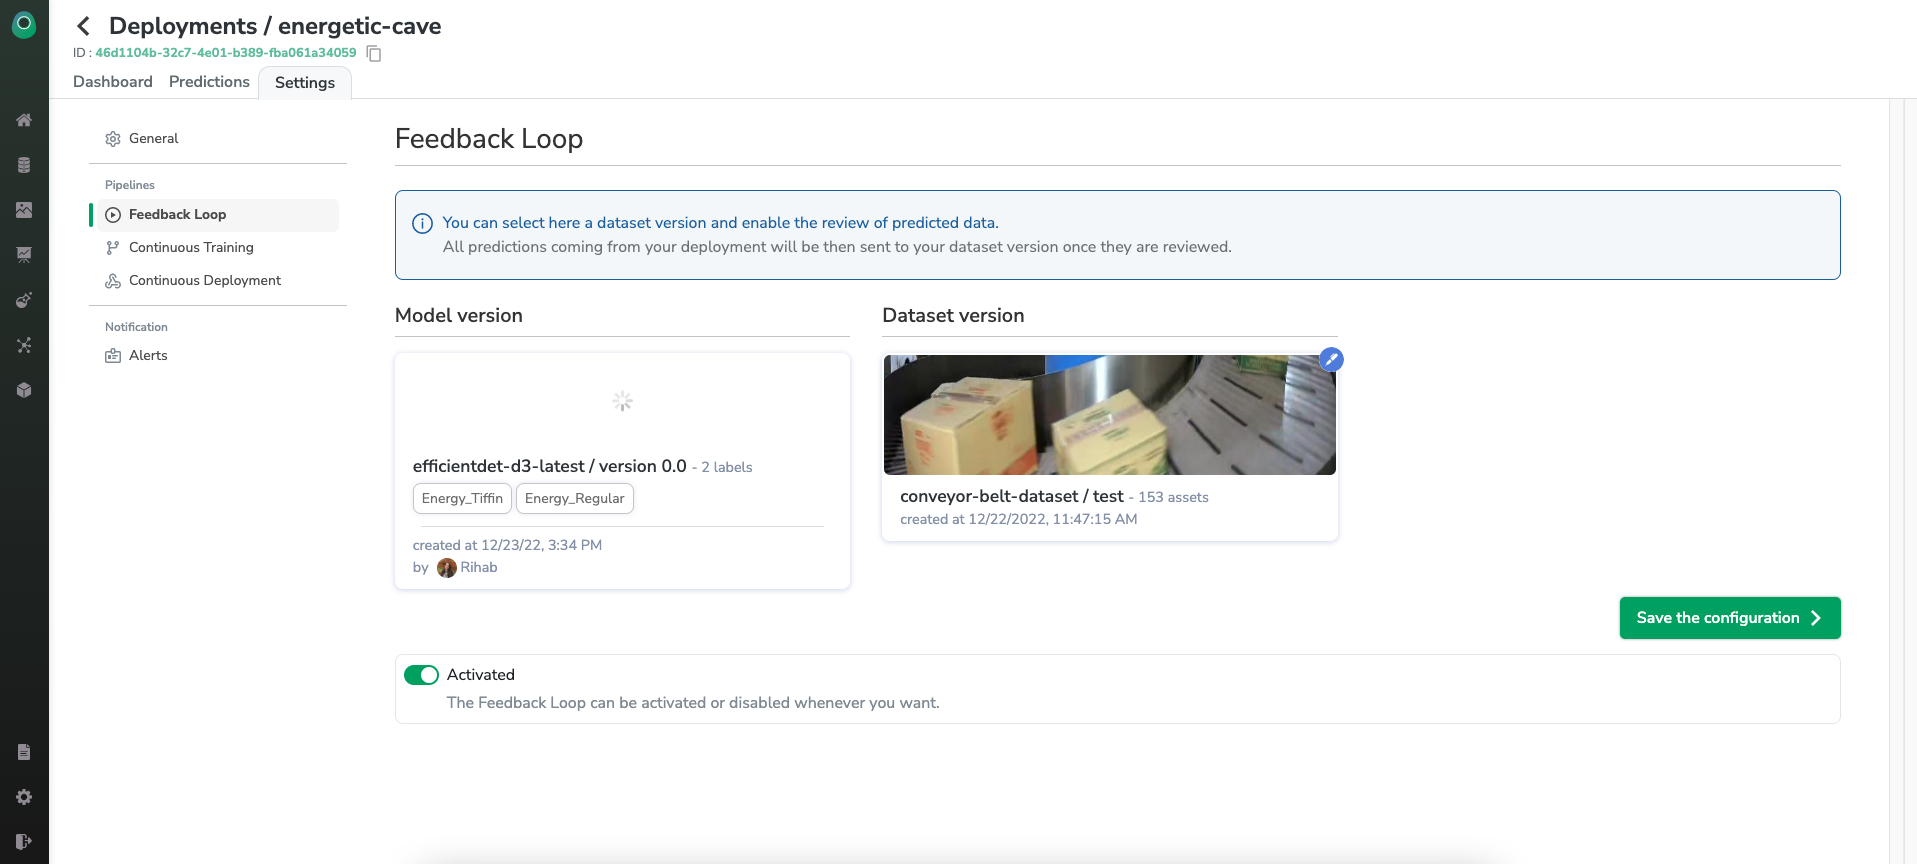 Deployments / energetic-cave
ID : 46d1104b-32c7-4e01-b389-fba061a34059
Dashboard Predictions Settings
General
Pipelines
Feedback Loop
Continuous Training
Continuous Deployment
Notification
Alerts
Feedback Loop
You can select here a dataset version and enable the review of predicted data.
All predictions coming from your deployment will be then sent to your dataset version once they are reviewed.
Model version
efficientdet-d3-latest / version 0.0 - 2 labels
Energy_Tiffin Energy_Regular
created at 12/23/22, 3:34 PM
by Rihab
Dataset version
conveyor-belt-dataset / test - 153 assets
created at 12/22/2022, 11:47:15 AM
Save the configuration
Activated
The Feedback Loop can be activated or disabled whenever you want.